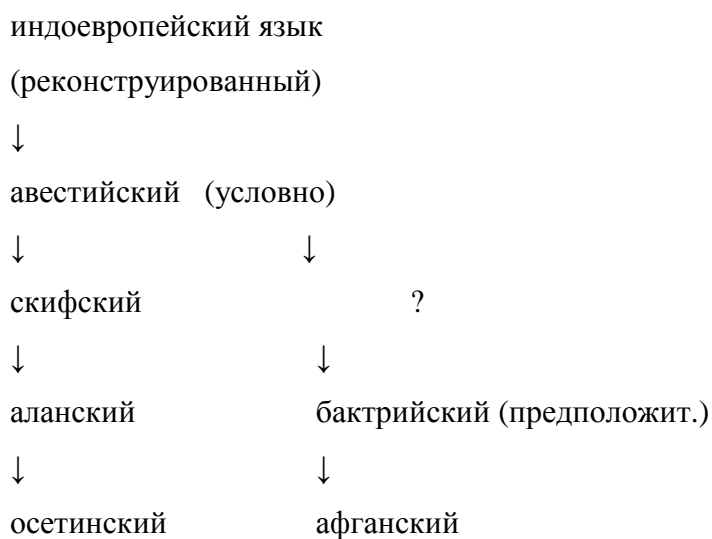 индоевропейский язык
(реконструированный)
↓
авестийский (условно)
↓ ↓
скифский ?
↓ ↓
аланский бактрийский (предположит.)
↓ ↓
осетинский афганский